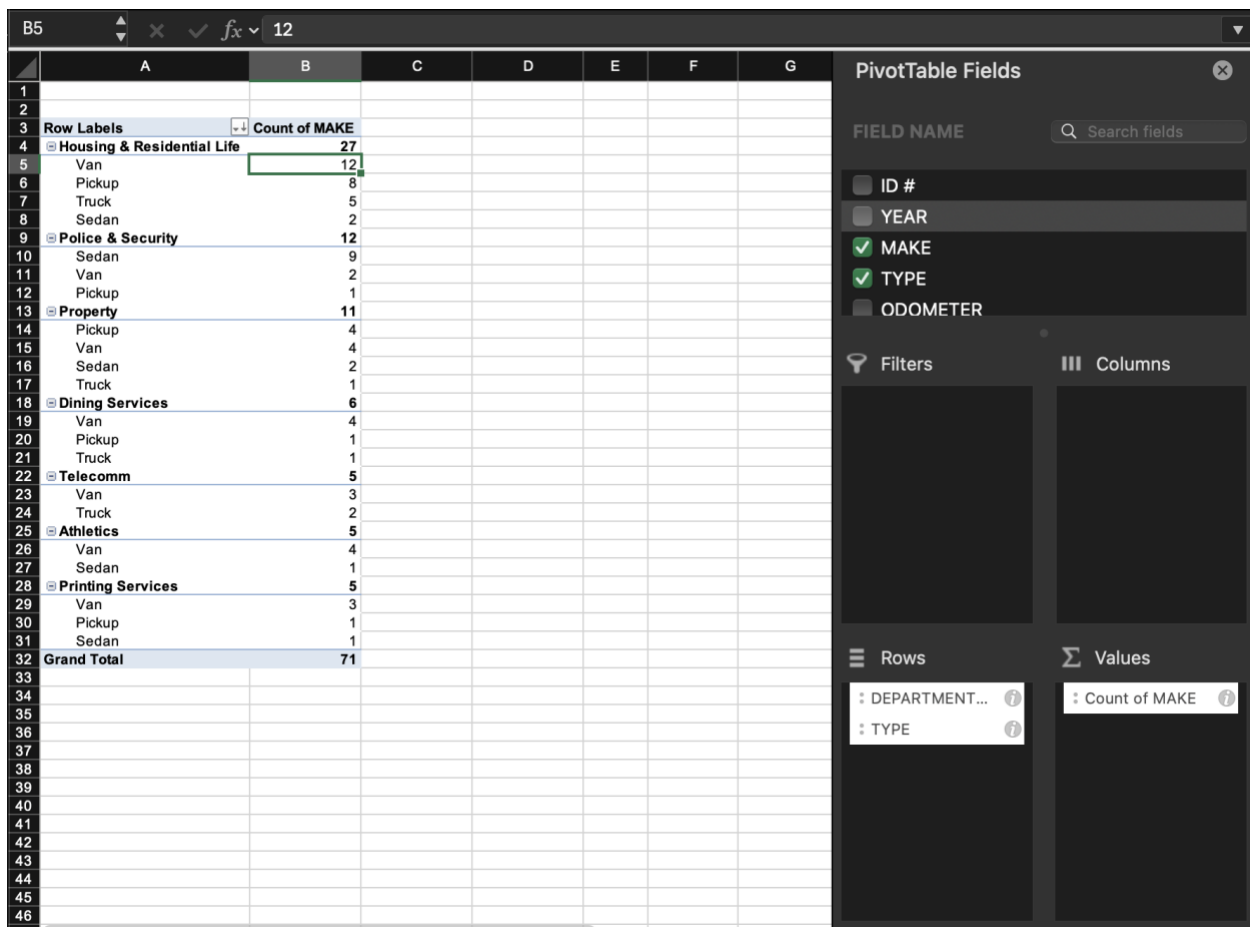 B5 fx 12
A B C D E F G
1
2
3 Row Labels Count of MAKE
4 Housing & Residential Life 27
5 Van 12
6 Pickup 8
7 Truck 5
8 Sedan 2
9 Police & Security 12
10 Sedan 9
11 Van 2
12 Pickup 1
13 Property 11
14 Pickup 4
15 Van 4
16 Sedan 2
17 Truck 1
18 Dining Services 6
19 Van 4
20 Pickup 1
21 Truck 1
22 Telecomm 5
23 Van 3
24 Truck 2
25 Athletics 5
26 Van 4
27 Sedan 1
28 Printing Services 5
29 Van 3
30 Pickup 1
31 Sedan 1
32 Grand Total 71
33
34
35
36
37
38
39
40
41
42
43
44
45
46
PivotTable Fields
FIELD NAME Search fields
ID #
YEAR
MAKE
TYPE
ODOMETER
Filters Columns
Rows Σ Values
DEPARTMENT... Count of MAKE
TYPE